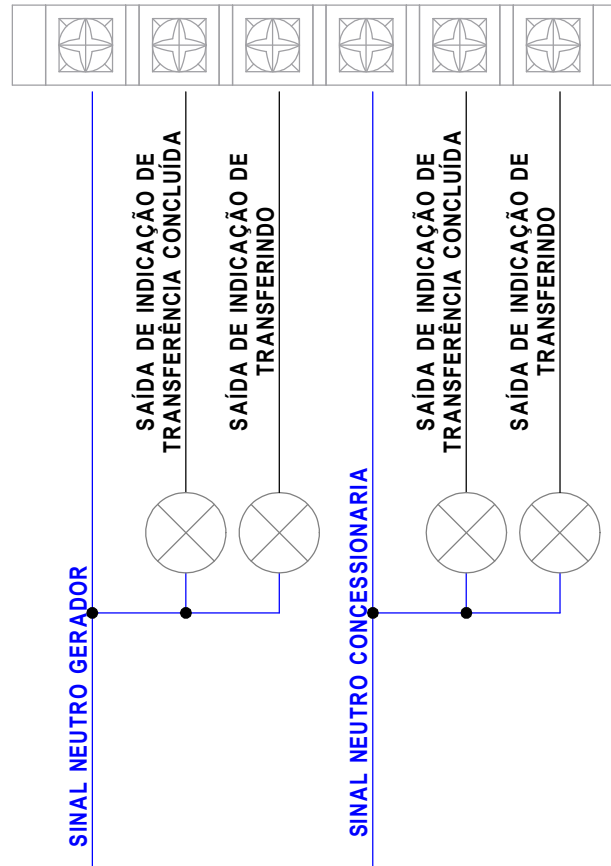 SINAL NEUTRO GERADOR
SAÍDA DE INDICAÇÃO DE
TRANSFERÊNCIA CONCLUÍDA
SAÍDA DE INDICAÇÃO DE
TRANSFERINDO
SINAL NEUTRO CONCESSIONARIA
SAÍDA DE INDICAÇÃO DE
TRANSFERÊNCIA CONCLUÍDA
SAÍDA DE INDICAÇÃO DE
TRANSFERINDO